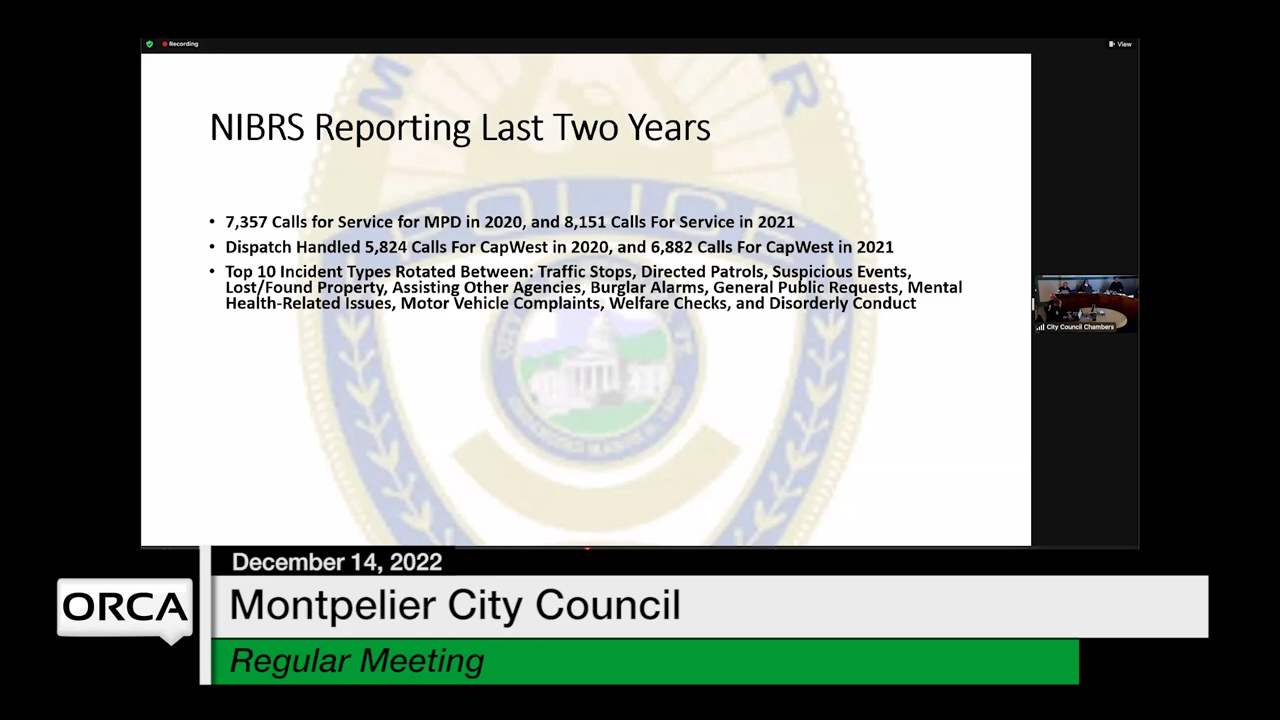 Recording
View
NIBRS Reporting Last Two Years
• 7,357 Calls for Service for MPD in 2020, and 8,151 Calls For Service in 2021
• Dispatch Handled 5,824 Calls For CapWest in 2020, and 6,882 Calls For CapWest in 2021
• Top 10 Incident Types Rotated Between: Traffic Stops, Directed Patrols, Suspicious Events,
Lost/Found Property, Assisting Other Agencies, Burglar Alarms, General Public Requests, Mental
Health-Related Issues, Motor Vehicle Complaints, Welfare Checks, and Disorderly Conduct
POLICE
City Council Chambers
December 14, 2022
ORCA
Montpelier City Council
Regular Meeting